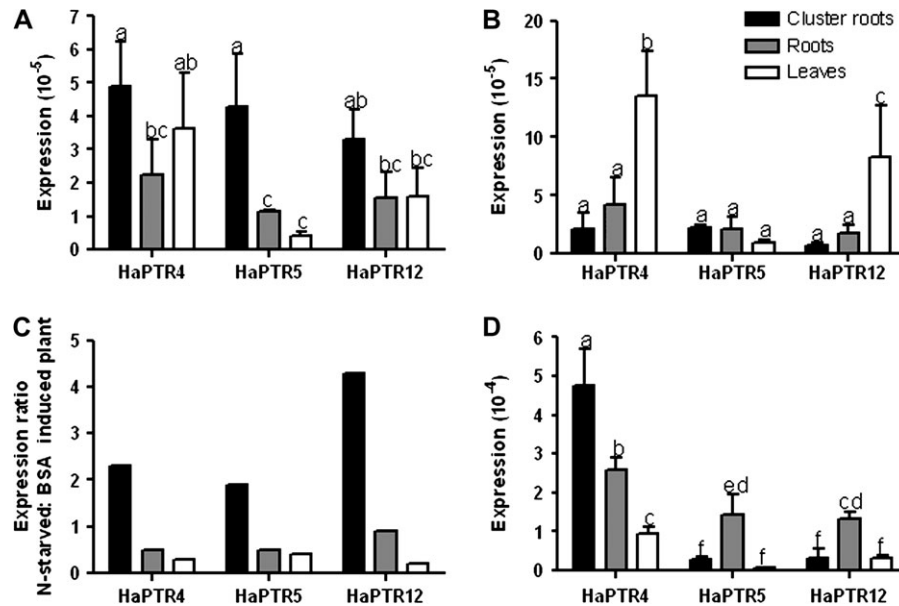 A
Expression (10⁻⁵)
7
6
5
4
3
2
1
0
a
bc
ab
a
c
c
ab
bc
bc
HaPTR4 HaPTR5 HaPTR12
B
Expression (10⁻⁵)
20
15
10
5
0
Cluster roots
Roots
Leaves
a
a
b
a
a
a
a
a
c
HaPTR4 HaPTR5 HaPTR12
C
Expression ratio
N-starved: BSA induced plant
5
4
3
2
1
0
HaPTR4 HaPTR5 HaPTR12
D
Expression (10⁻⁴)
6
5
4
3
2
1
0
a
b
c
f
ed
f
f
cd
f
HaPTR4 HaPTR5 HaPTR12